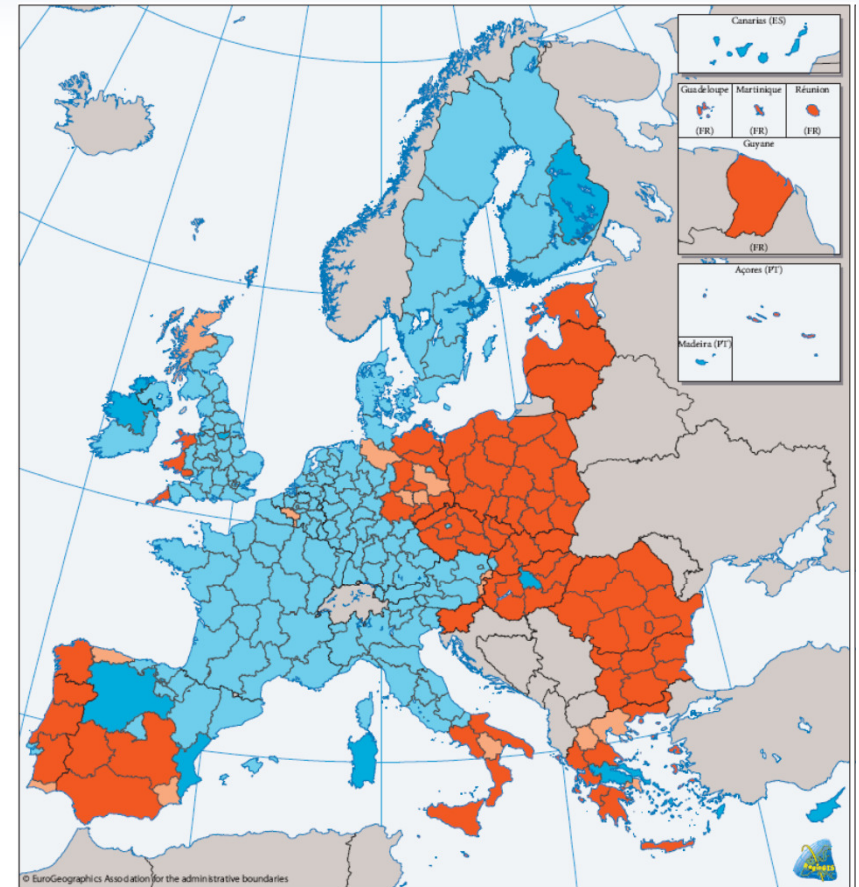 Canarias (ES)
Guadeloupe
Martinique
Réunion
(FR)
(FR)
(FR)
Guyane
(FR)
Açores (PT)
Madeira (PT)
© EuroGeographics Association for the administrative boundaries
RegioGIS